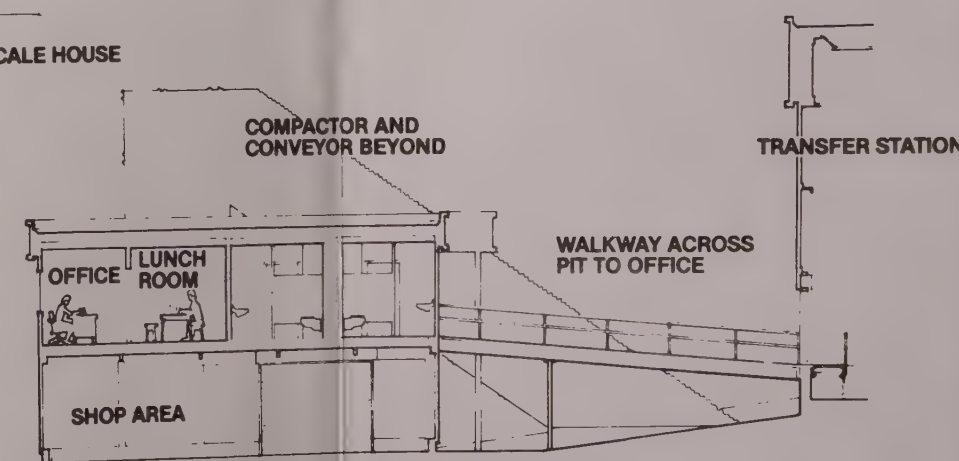 CALE HOUSE
COMPACTOR AND
CONVEYOR BEYOND
TRANSFER STATION
WALKWAY ACROSS
PIT TO OFFICE
OFFICE
LUNCH
ROOM
SHOP AREA